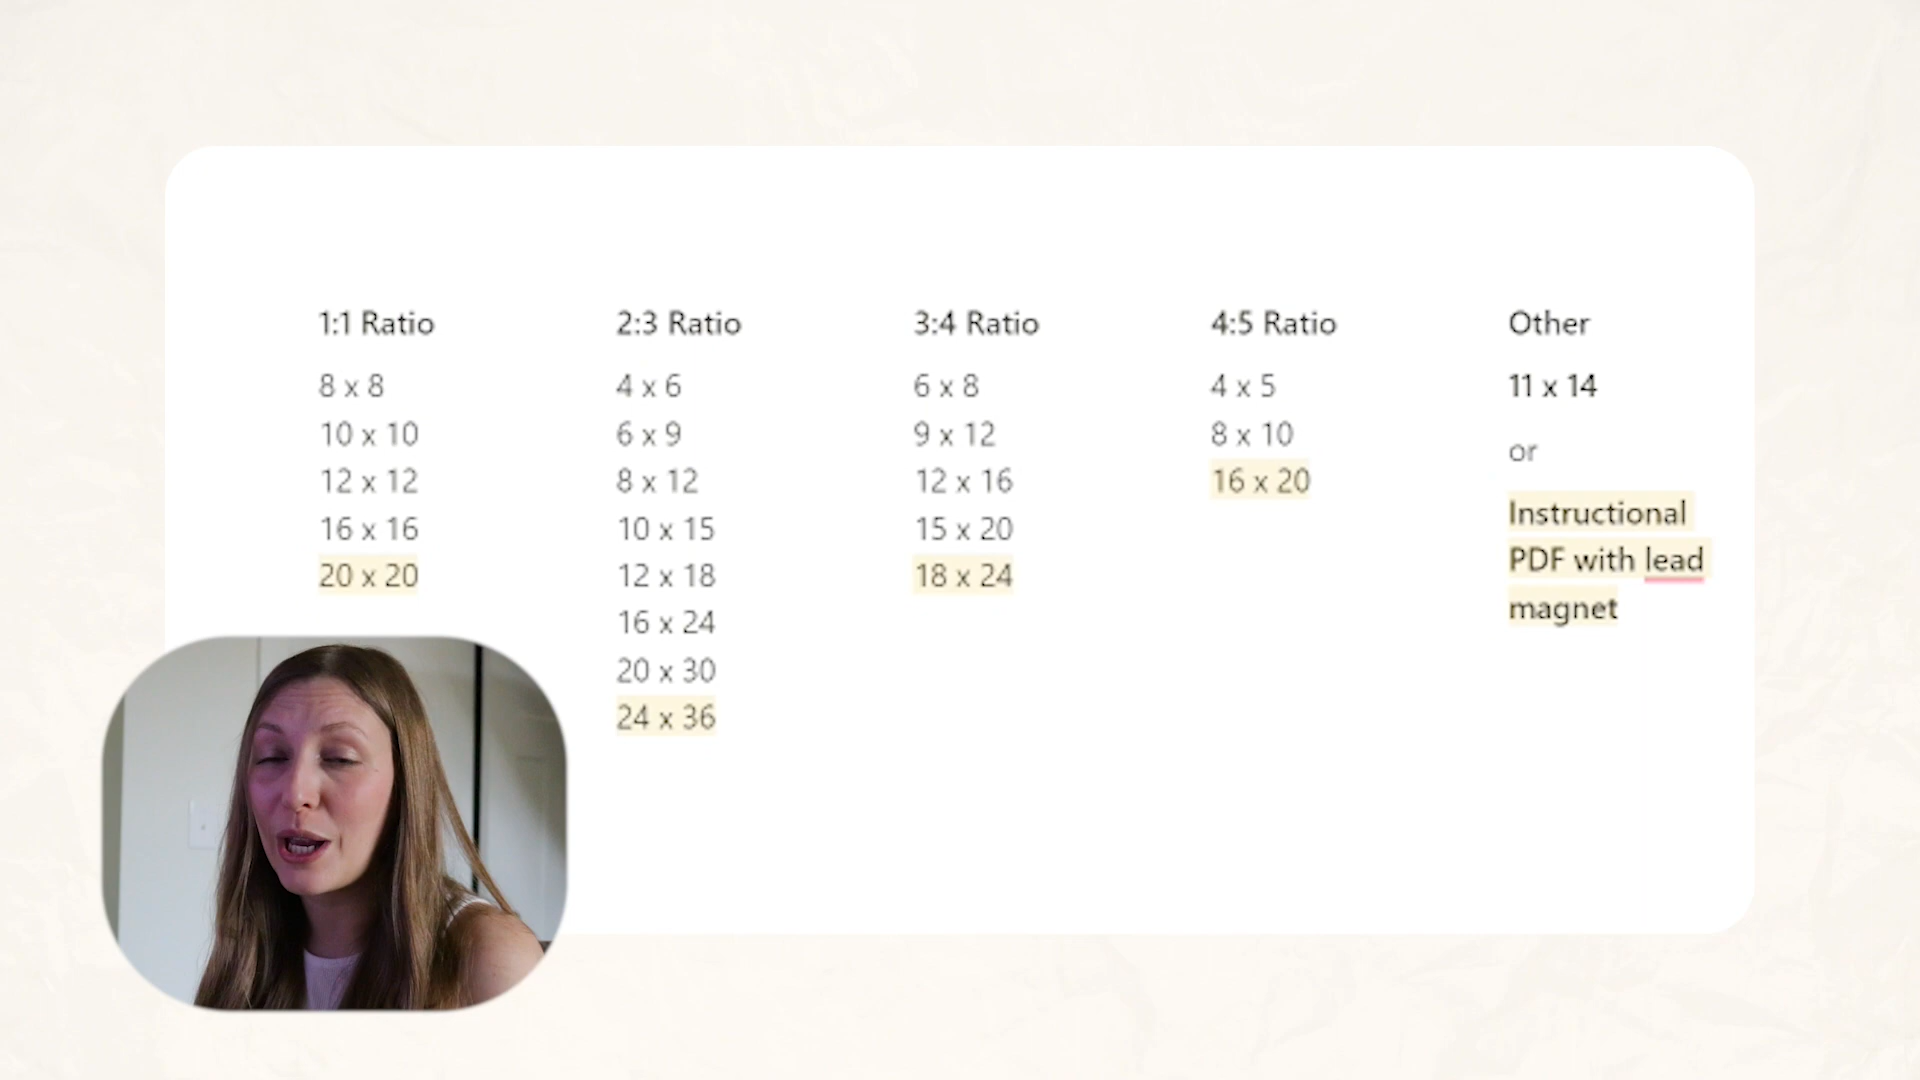 1:1 Ratio
8 x 8
10 x 10
12 x 12
16 x 16
20 x 20
2:3 Ratio
4 x 6
6 x 9
8 x 12
10 x 15
12 x 18
16 x 24
20 x 30
24 x 36
3:4 Ratio
6 x 8
9 x 12
12 x 16
15 x 20
18 x 24
4:5 Ratio
4 x 5
8 x 10
16 x 20
Other
11 x 14
or
Instructional
PDF with lead
magnet